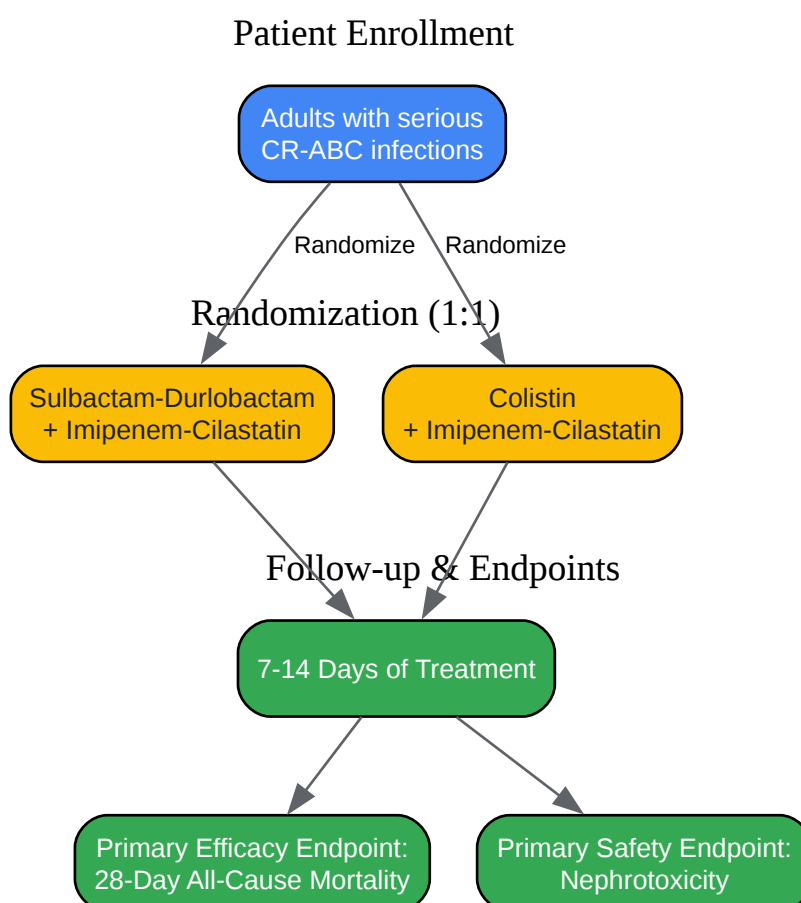 Patient Enrollment
Adults with serious
CR-ABC infections
Randomize
Randomize
Randomization (1:1)
Sulbactam-Durlobactam
+ Imipenem-Cilastatin
Colistin
+ Imipenem-Cilastatin
Follow-up & Endpoints
7-14 Days of Treatment
Primary Efficacy Endpoint:
28-Day All-Cause Mortality
Primary Safety Endpoint:
Nephrotoxicity